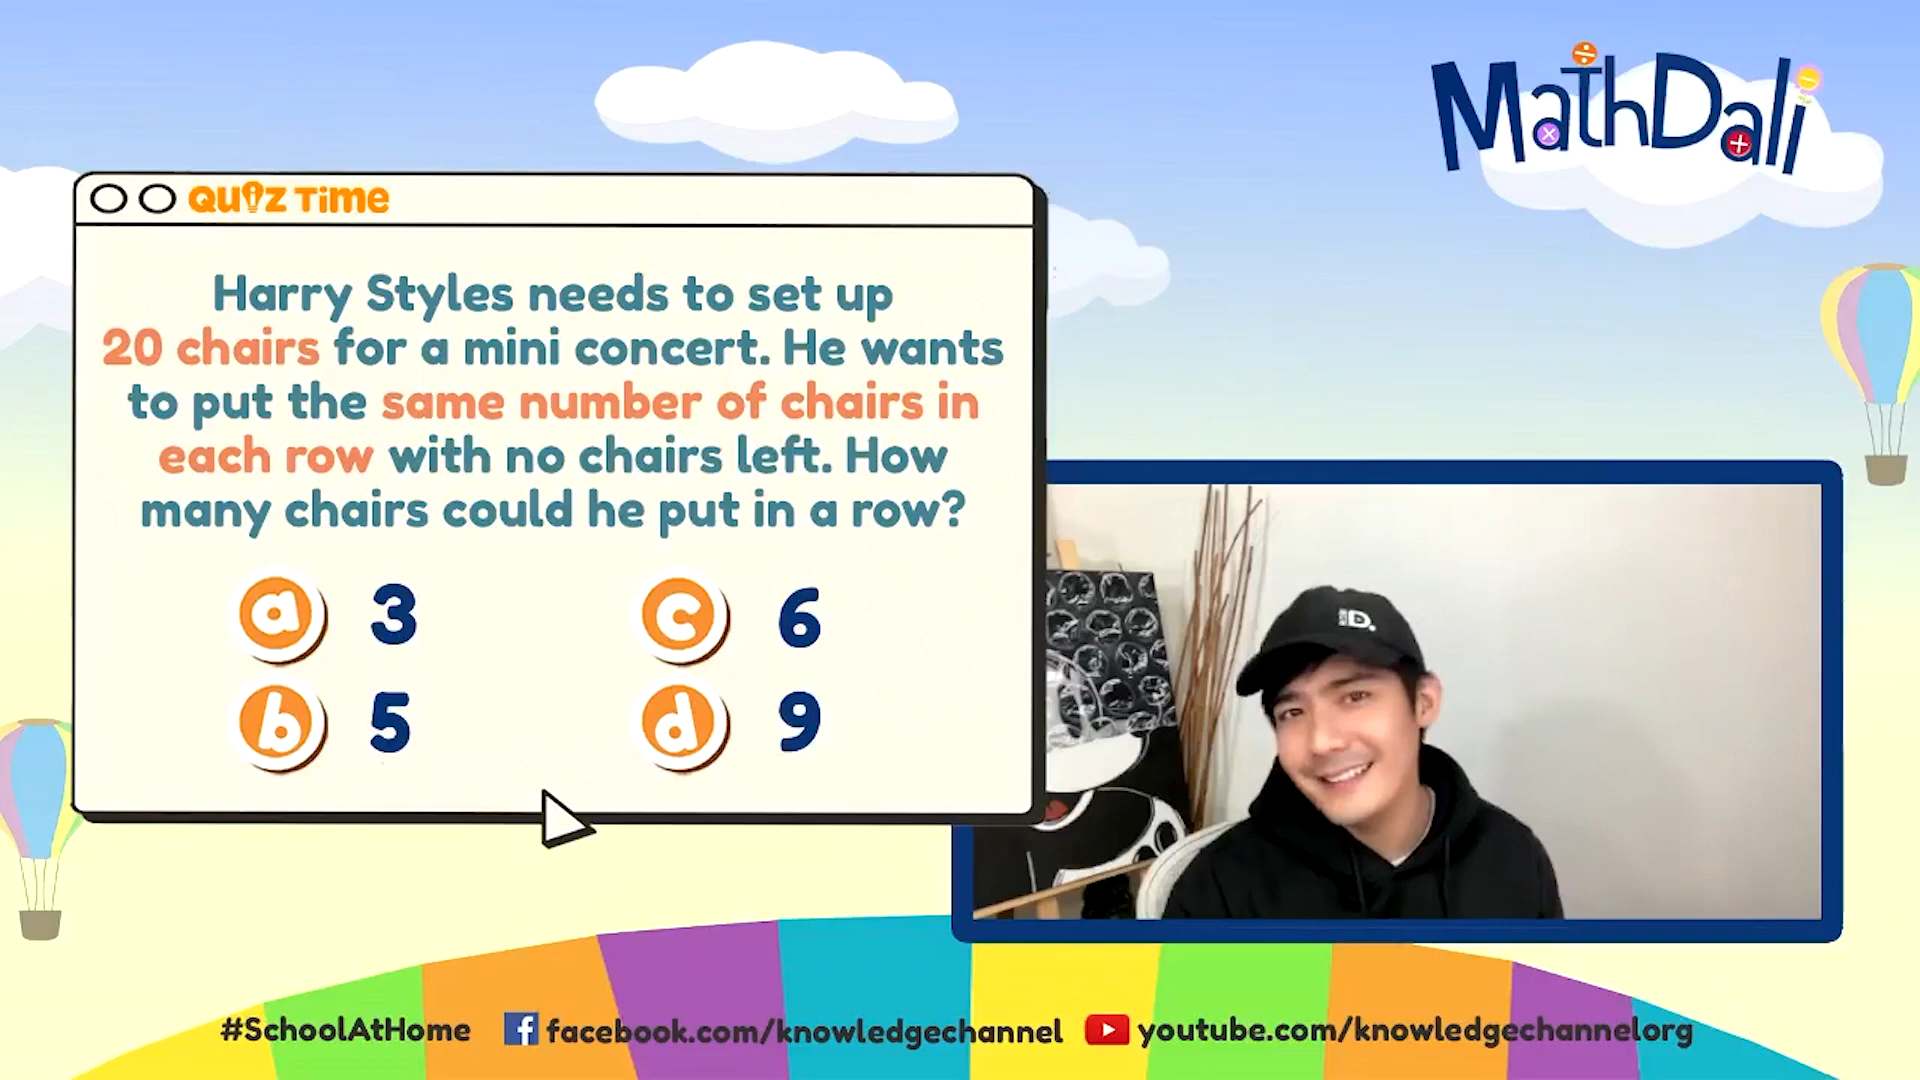 MathDali
QUIZ TIME
Harry Styles needs to set up
20 chairs for a mini concert. He wants
to put the same number of chairs in
each row with no chairs left. How
many chairs could he put in a row?
a 3
c 6
b 5
d 9
D.
#SchoolAtHome facebook.com/knowledgechannel youtube.com/knowledgechannelorg